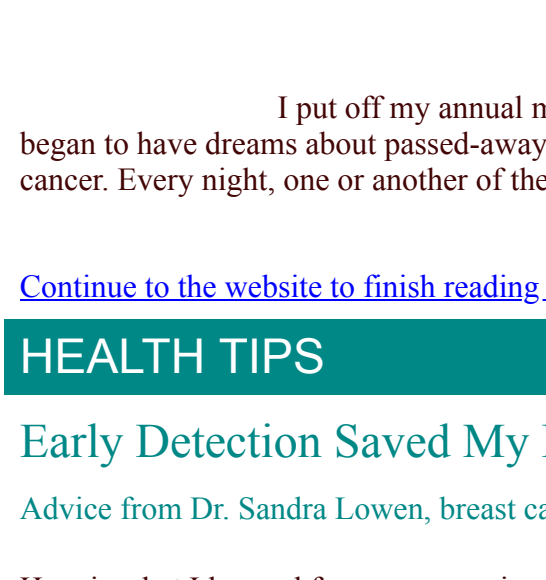 I put off my annual
began to have dreams about passed-away
cancer. Every night, one or another of
Continue to the website to finish reading
HEALTH TIPS
Early Detection Saved My
Advice from Dr. Sandra Lowen, breast